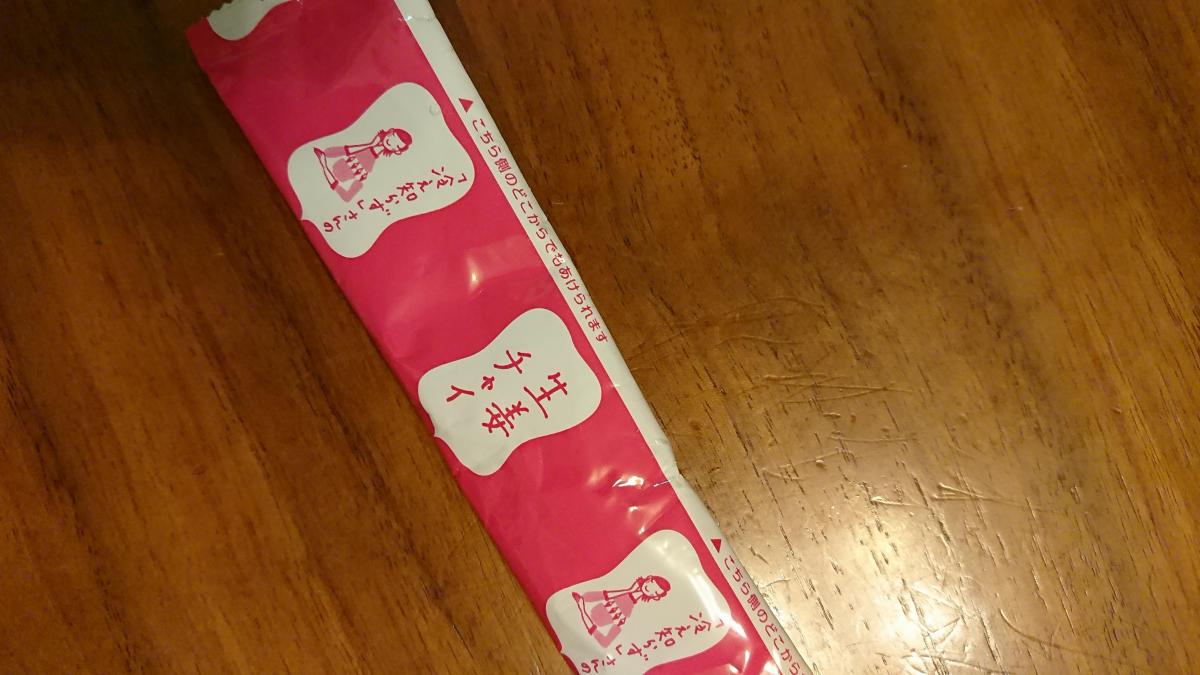 「冷え
知らず」
さんの
▲こちら側のどこからでもあけられます
生姜
チャイ
「冷え
知らず」
さんの
▲こちら側のどこから